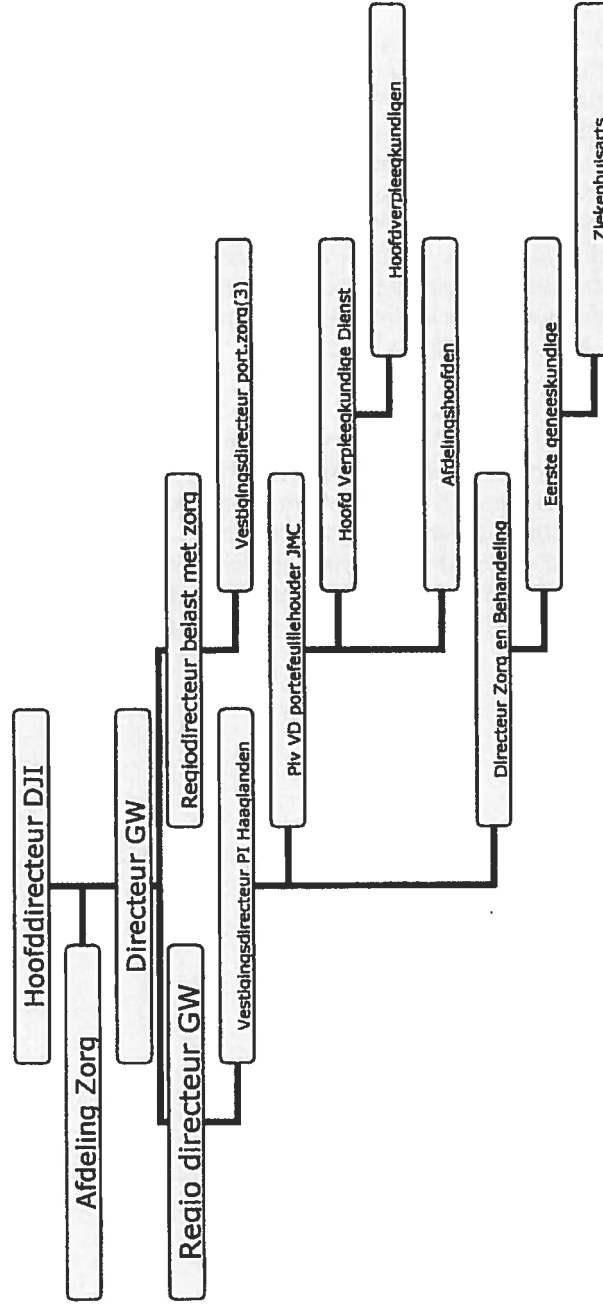 Hoofddirecteur DJI
Afdeling Zorg
Directeur GW
Regio directeur GW
Regiodirecteur belast met zorg
Vestigingsdirecteur PI Haaglanden
Vestigingsdirecteur port.zorg(3)
Plv VD portefeuillehouder JMC
Hoofd Verpleegkundige Dienst
Hoofdverpleegkundigen
Afdelingshoofden
Directeur Zorg en Behandeling
Eerste geneeskundige
Ziekenhuisarts